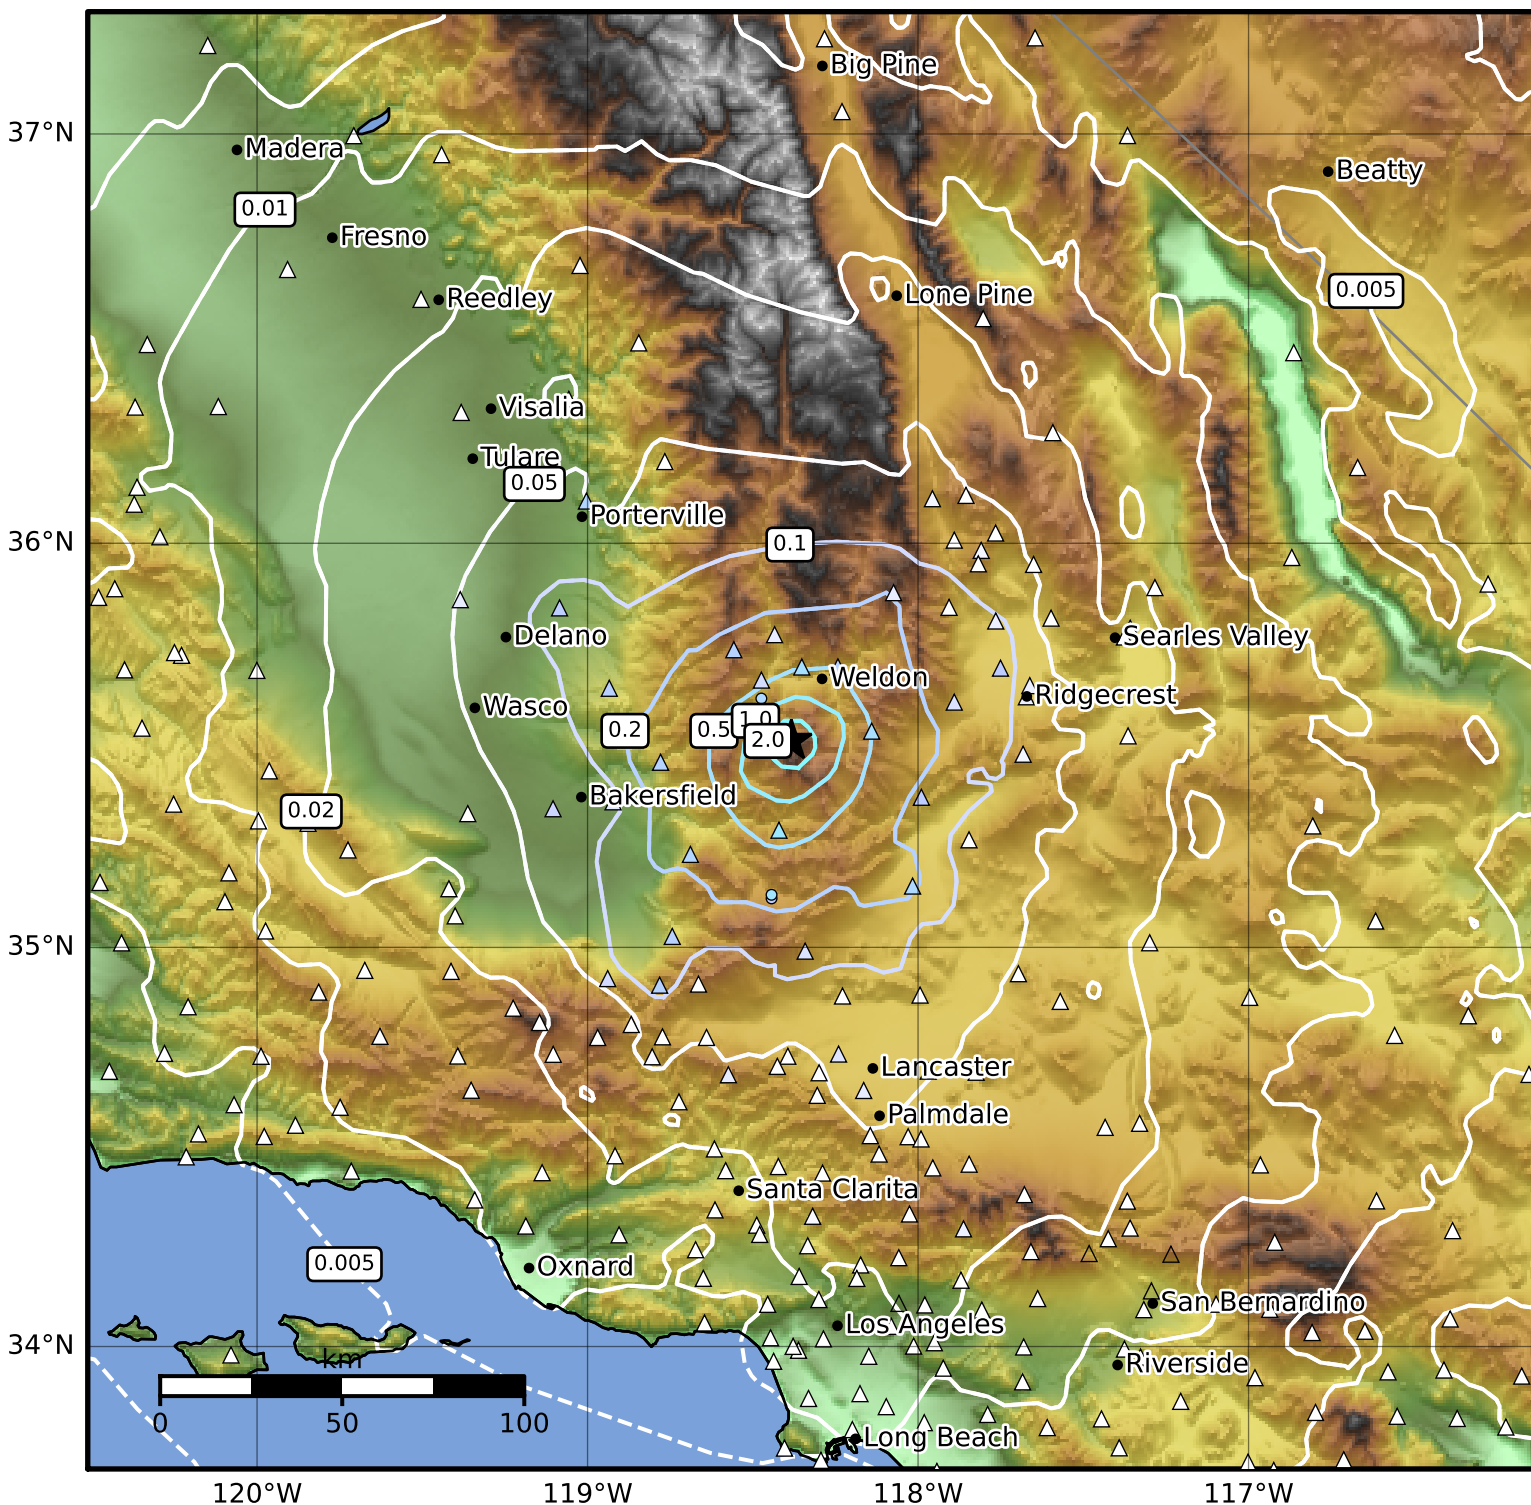 Big Pine
37°N
Madera
Beatty
0.01
Fresno
0.005
Reedley
Lone Pine
Visalia
Tulare
0.05
Porterville
36°N
0.1
Delano
Searles Valley
Weldon
Ridgecrest
Wasco
0.2
0.5
1.0
2.0
Bakersfield
0.02
35°N
Lancaster
Palmdale
Santa Clarita
0.005
Oxnard
San Bernardino
Los Angeles
34°N
km
Riverside
0
50
100
Long Beach
120°W
119°W
118°W
117°W